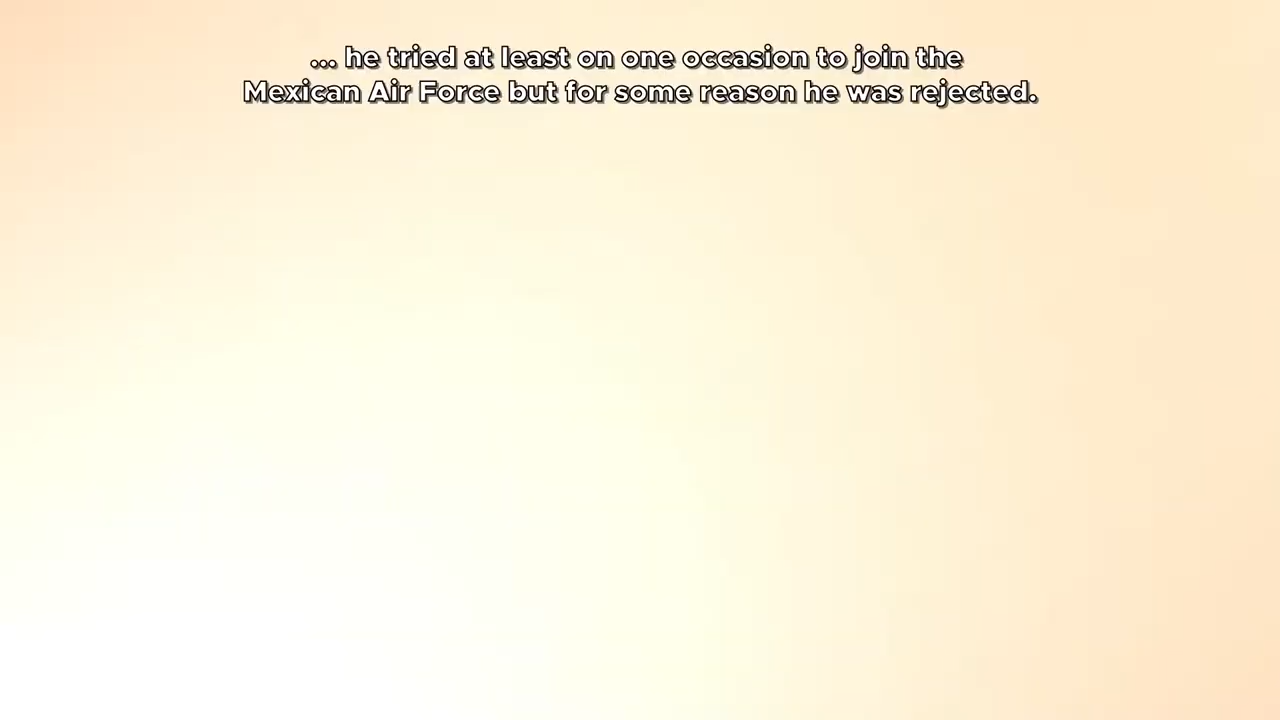 ... he tried at least on one occasion to join the
Mexican Air Force but for some reason he was rejected.